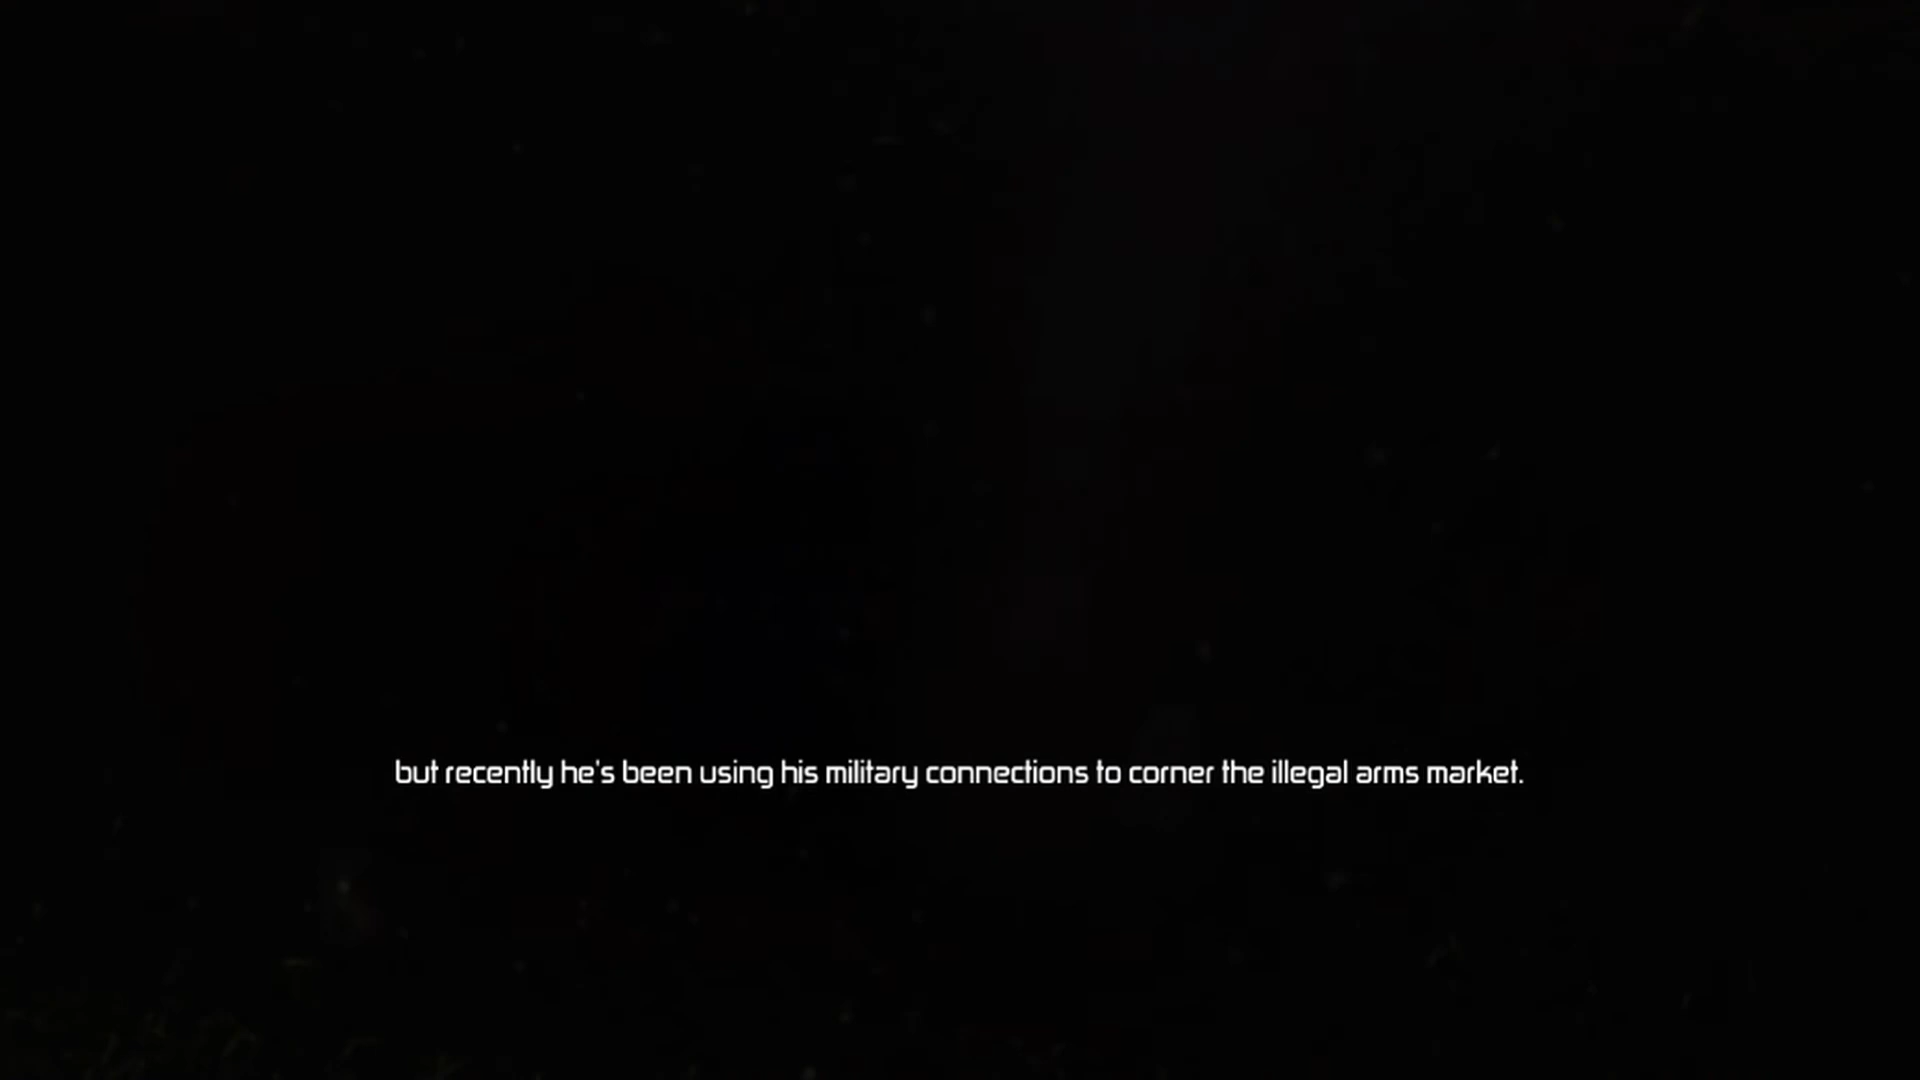 but recently he's been using his military connections to corner the illegal arms market.